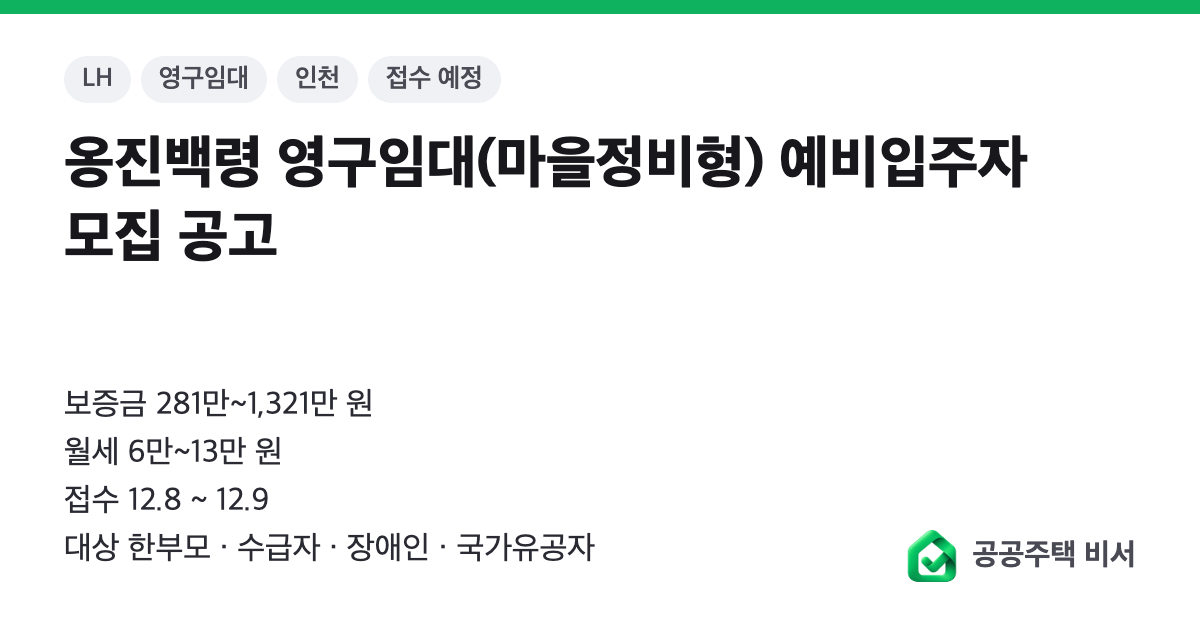 LH 영구임대 인천 접수 예정
옹진백령 영구임대(마을정비형) 예비입주자
모집 공고
보증금 281만~1,321만 원
월세 6만~13만 원
접수 12.8 ~ 12.9
대상 한부모 · 수급자 · 장애인 · 국가유공자
공공주택 비서